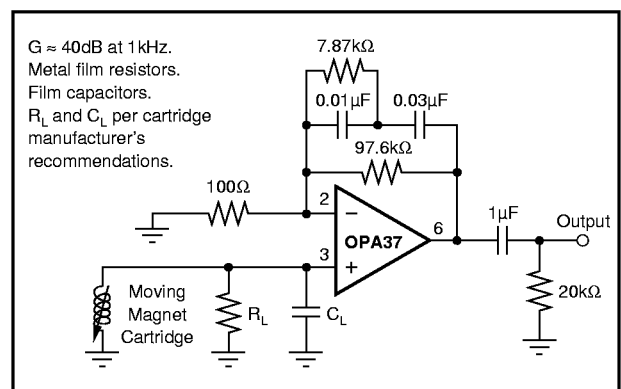 G ≈ 40dB at 1kHz.
Metal film resistors.
Film capacitors.
R_L and C_L per cartridge
manufacturer's
recommendations.
7.87kΩ
0.01µF
0.03µF
97.6kΩ
100Ω
2
−
OPA37
6
3
+
1µF
Output
20kΩ
Moving
Magnet
Cartridge
R_L
C_L